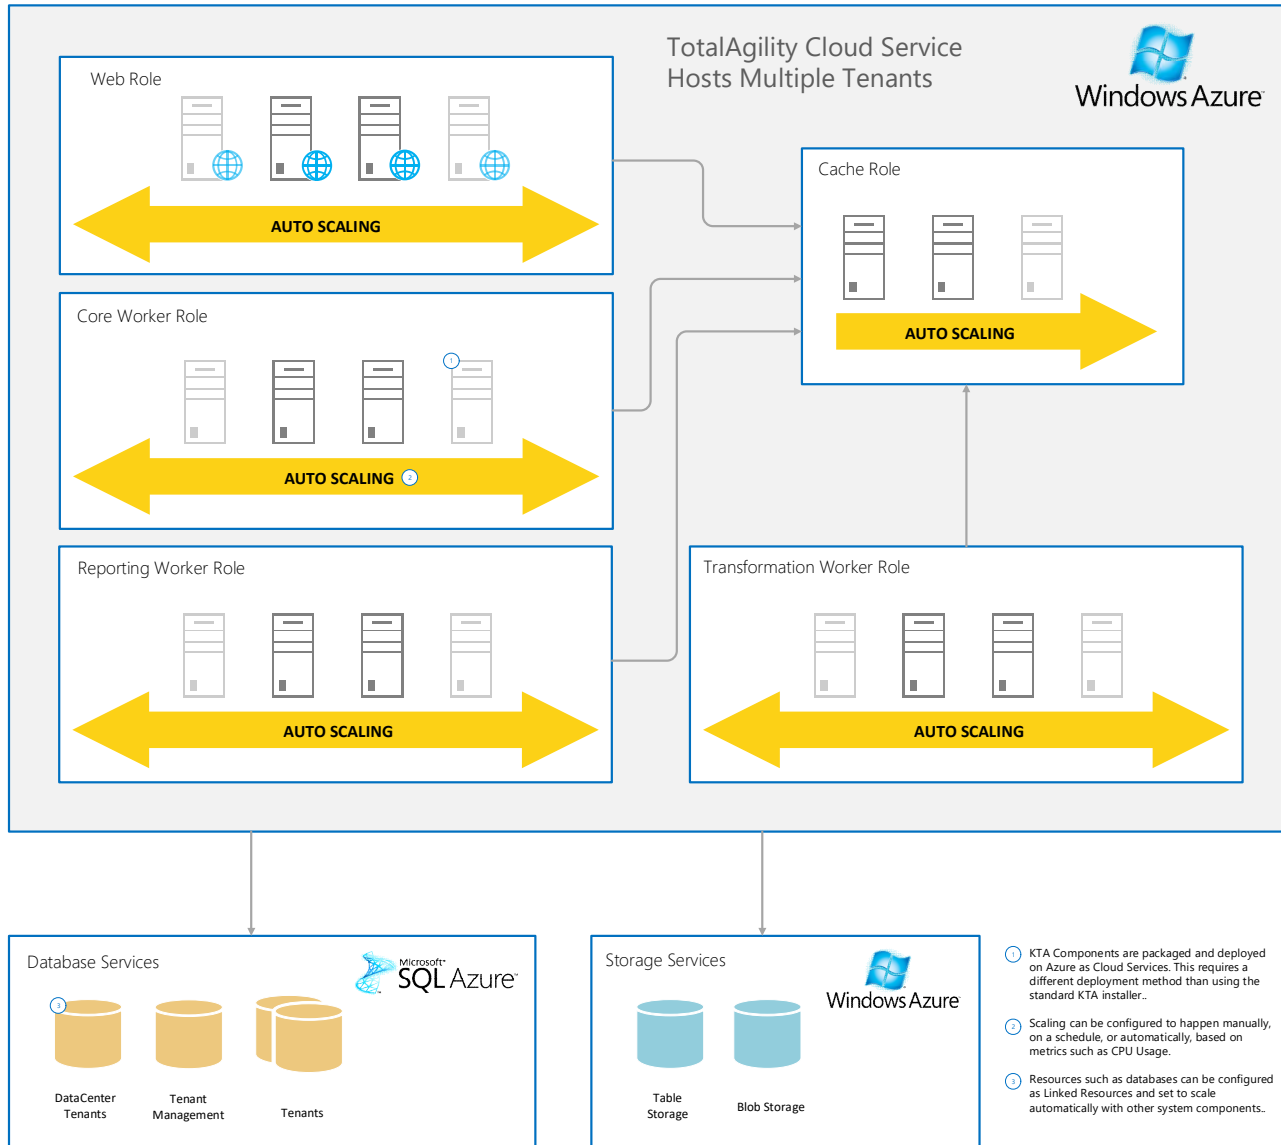 TotalAgility Cloud Service
Hosts Multiple Tenants
Windows Azure™
Web Role
AUTO SCALING
Cache Role
AUTO SCALING
Core Worker Role
1
AUTO SCALING
2
Reporting Worker Role
AUTO SCALING
Transformation Worker Role
AUTO SCALING
Database Services
Microsoft®
SQL Azure™
3
DataCenter
Tenants
Tenant
Management
Tenants
Storage Services
Windows Azure™
Table
Storage
Blob Storage
1
KTA Components are packaged and deployed
on Azure as Cloud Services. This requires a
different deployment method than using the
standard KTA installer..
2
Scaling can be configured to happen manually,
on a schedule, or automatically, based on
metrics such as CPU Usage.
3
Resources such as databases can be configured
as Linked Resources and set to scale
automatically with other system components..